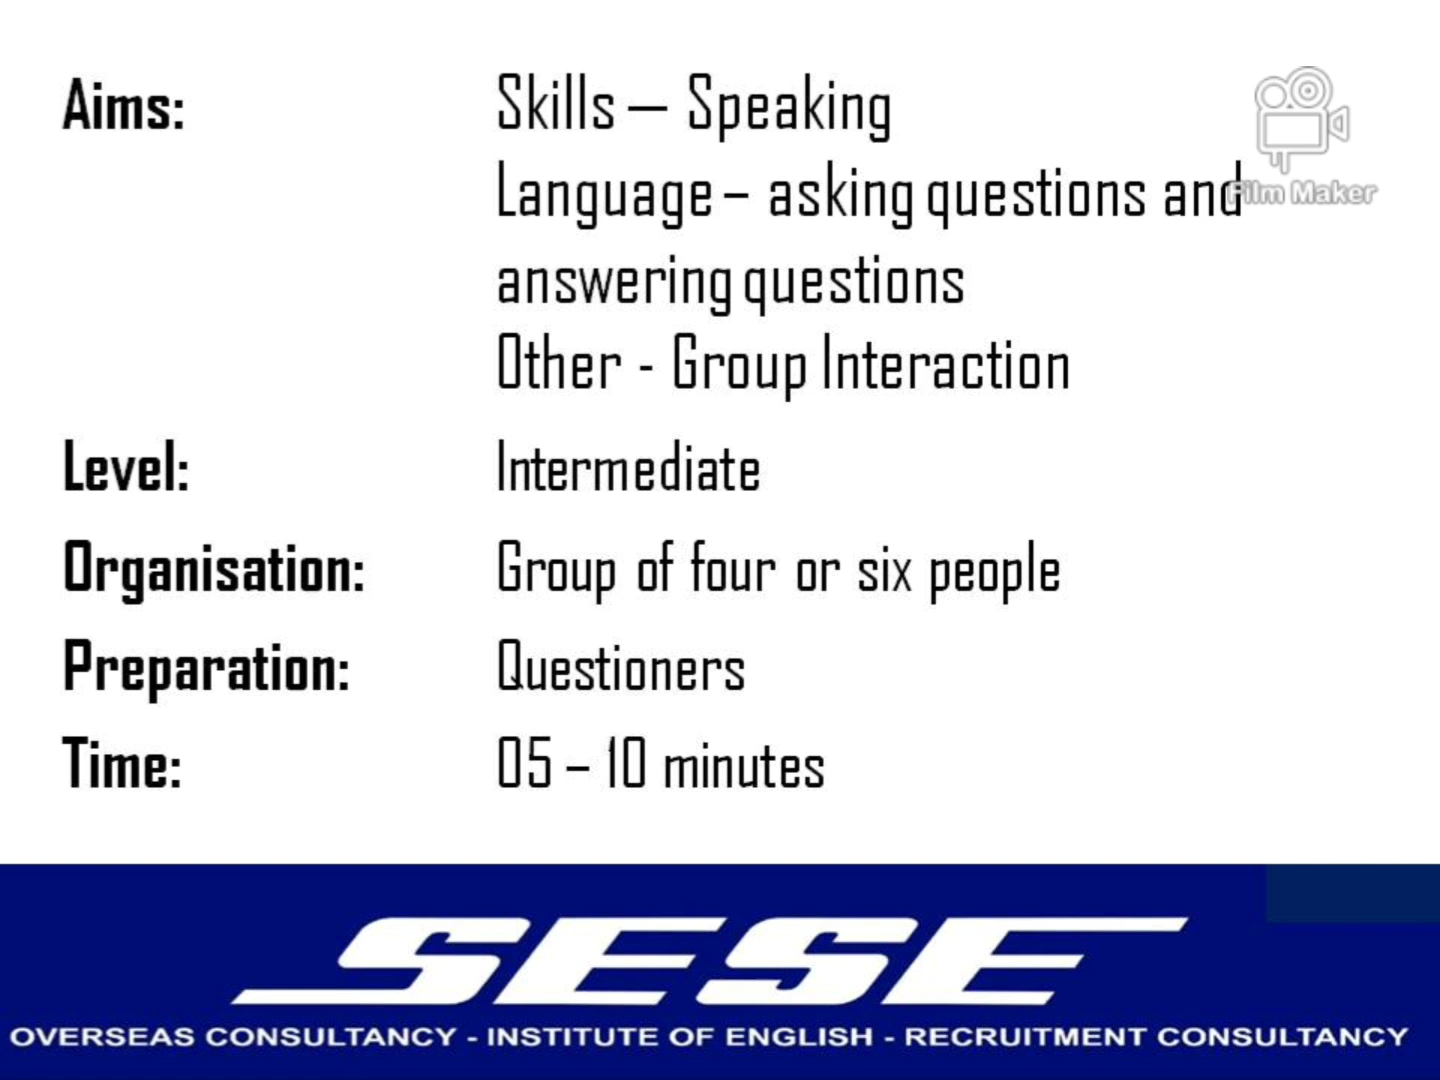 Aims: Skills – Speaking
Language – asking questions and
answering questions
Other - Group Interaction
Level: Intermediate
Organisation: Group of four or six people
Preparation: Questioners
Time: 05 – 10 minutes
Film Maker
SESE
OVERSEAS CONSULTANCY - INSTITUTE OF ENGLISH - RECRUITMENT CONSULTANCY